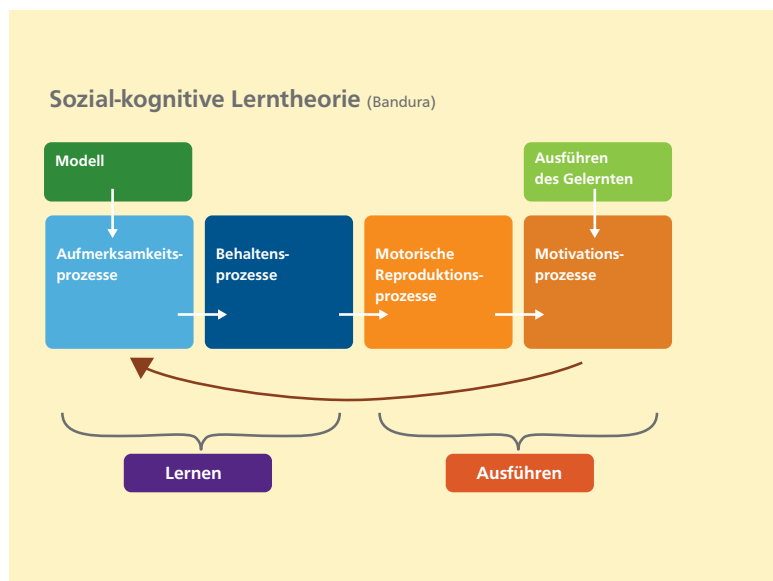 Sozial-kognitive Lerntheorie (Bandura)
Modell
Ausführen
des Gelernten
Aufmerksamkeits-
prozesse
Behaltens-
prozesse
Motorische
Reproduktions-
prozesse
Motivations-
prozesse
Lernen
Ausführen